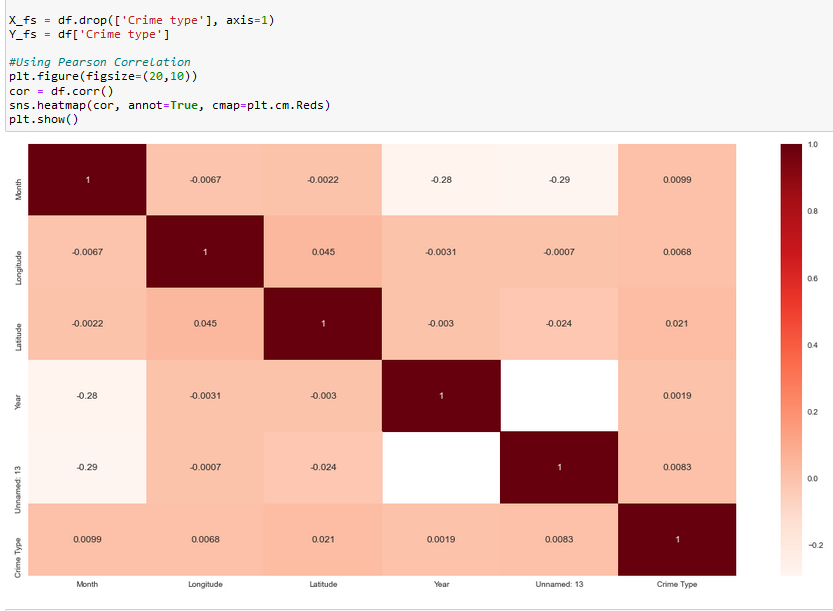 X_fs = df.drop(['Crime type'], axis=1)
Y_fs = df['Crime type']
#Using Pearson Correlation
plt.figure(figsize=(20,10))
cor = df.corr()
sns.heatmap(cor, annot=True, cmap=plt.cm.Reds)
plt.show()
Month 1 -0.0067 -0.0022 -0.28 -0.29 0.0099
Longitude -0.0067 1 0.045 -0.0031 -0.0007 0.0068
Latitude -0.0022 0.045 1 -0.003 -0.024 0.021
Year -0.28 -0.0031 -0.003 1 0.0019
Unnamed: 13 -0.29 -0.0007 -0.024 1 0.0083
Crime Type 0.0099 0.0068 0.021 0.0019 0.0083 1
Month Longitude Latitude Year Unnamed: 13 Crime Type
1.0
0.8
0.6
0.4
0.2
0.0
-0.2